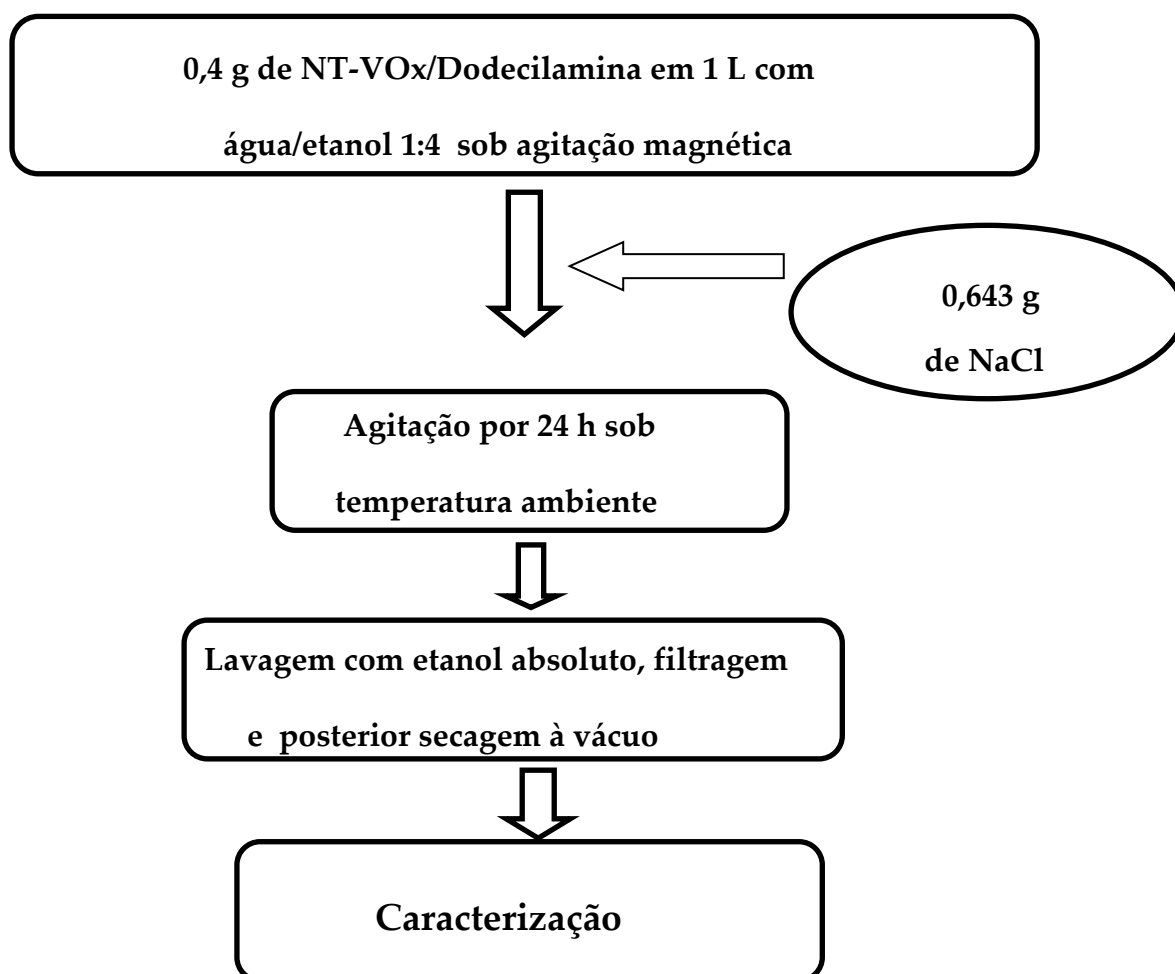 0,4 g de NT-VOx/Dodecilamina em 1 L com
água/etanol 1:4 sob agitação magnética
0,643 g
de NaCl
Agitação por 24 h sob
temperatura ambiente
Lavagem com etanol absoluto, filtragem
e posterior secagem à vácuo
Caracterização